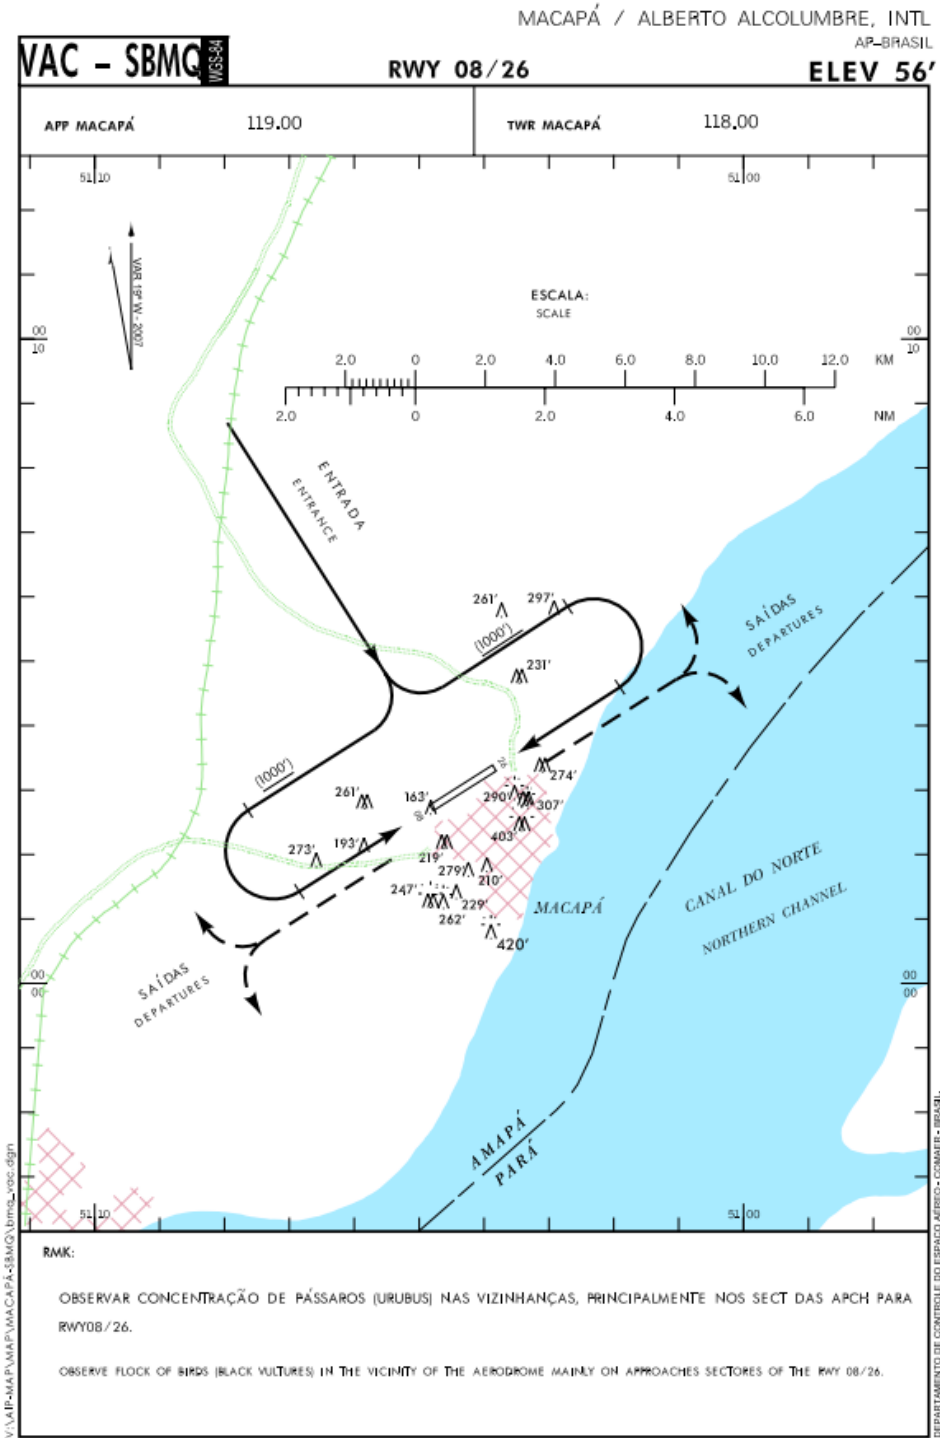 MACAPÁ / ALBERTO ALCOLUMBRE, INTL
AP-BRASIL
VAC - SBMQ
WGS-84
RWY 08/26
ELEV 56'
APP MACAPÁ
119.00
TWR MACAPÁ
118.00
51 10
51 00
VAR 19° W - 2007
ESCALA:
SCALE
00
10
00
10
2.0 0 2.0 4.0 6.0 8.0 10.0 12.0 KM
2.0 0 2.0 4.0 6.0 NM
ENTRADA
ENTRANCE
261'
297'
SAÍDAS
DEPARTURES
(1000')
231'
(1000')
26
274'
261'
163'
08
290'
307'
403'
273'
193'
219'
279'
210'
247'
229'
262'
420'
MACAPÁ
CANAL DO NORTE
NORTHERN CHANNEL
SAÍDAS
DEPARTURES
00
00
00
00
AMAPÁ
PARÁ
51 10
51 00
RMK:
OBSERVAR CONCENTRAÇÃO DE PÁSSAROS (URUBUS) NAS VIZINHANÇAS, PRINCIPALMENTE NOS SECT DAS APCH PARA
RWY08/26.
OBSERVE FLOCK OF BIRDS (BLACK VULTURES) IN THE VICINITY OF THE AERODROME MAINLY ON APPROACHES SECTORES OF THE RWY 08/26.
V:\AIP-MAP\MAP\MACAPÁ-SBMQ\sbmq_vac.dgn
DEPARTAMENTO DE CONTROLE DO ESPAÇO AÉREO - COMAER - BRASIL